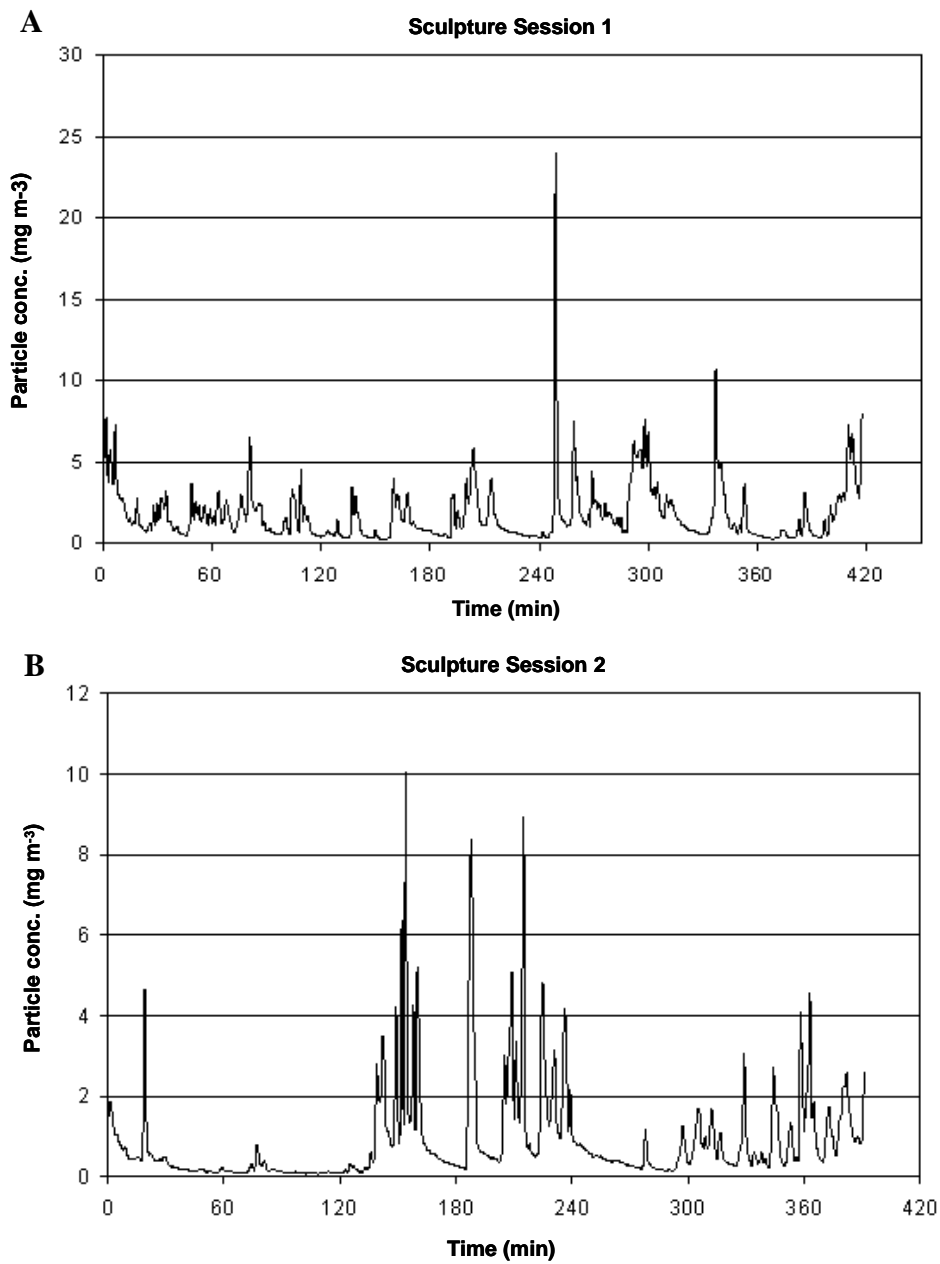 A
Sculpture Session 1
30
25
20
15
10
5
0
Particle conc. (mg m-3)
0 60 120 180 240 300 360 420
Time (min)
B
Sculpture Session 2
12
10
8
6
4
2
0
Particle conc. (mg m⁻³)
0 60 120 180 240 300 360 420
Time (min)